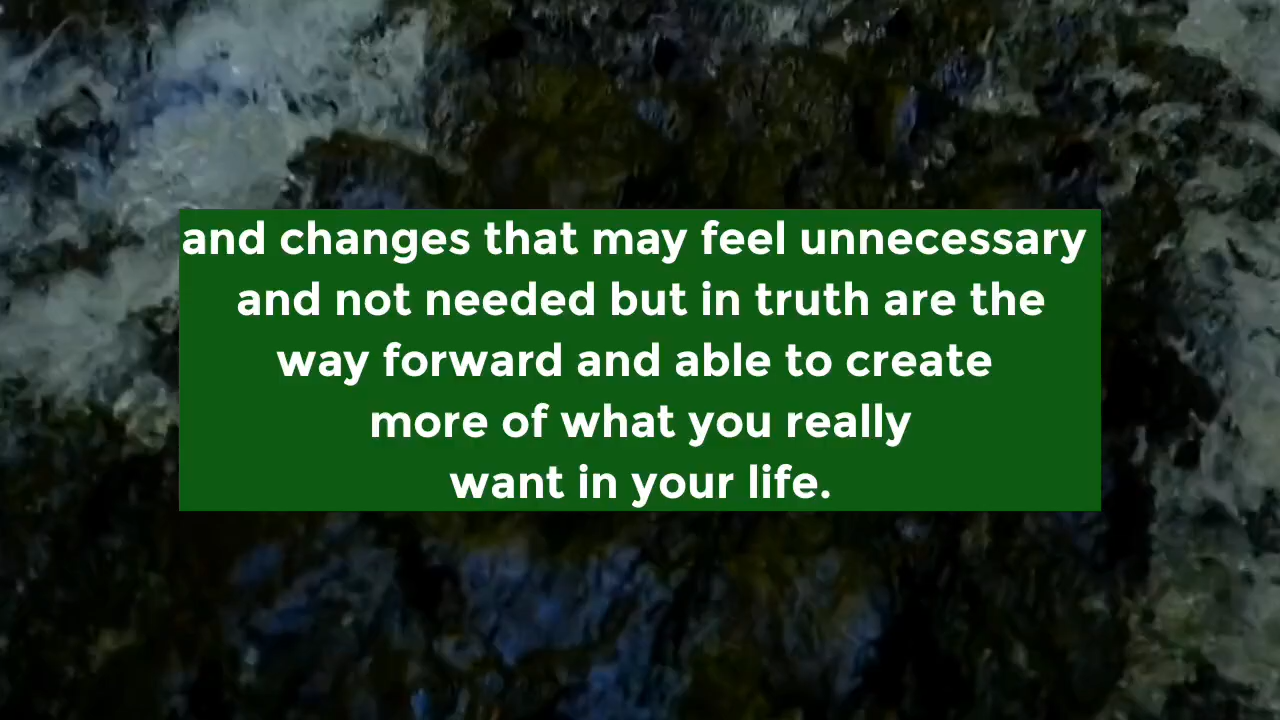 and changes that may feel unnecessary
and not needed but in truth are the
way forward and able to create
more of what you really
want in your life.